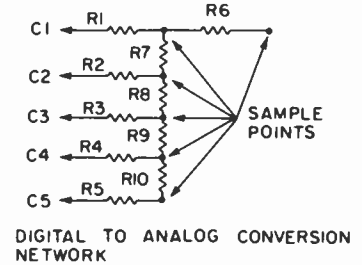 C1 R1 R6
R7
C2 R2
R8
C3 R3 SAMPLE
R9 POINTS
C4 R4
R10
C5 R5
DIGITAL TO ANALOG CONVERSION
NETWORK